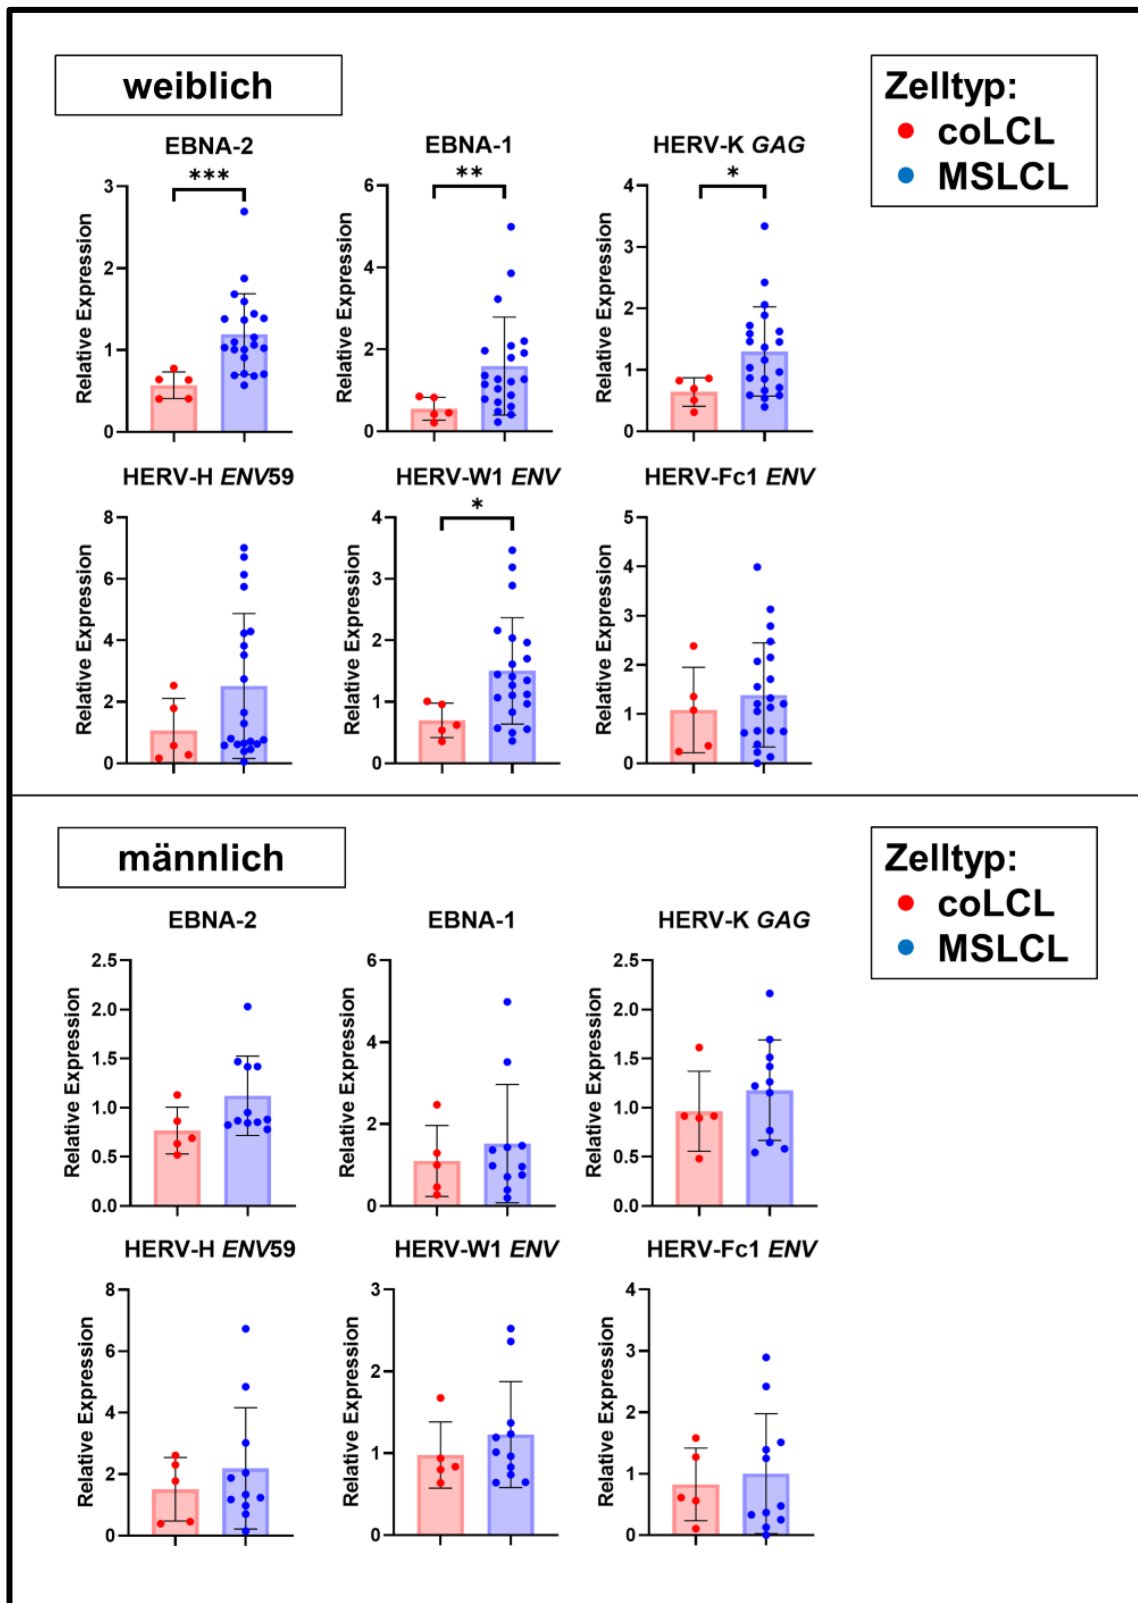 weiblich
Zelltyp:
coLCL
MSLCL
EBNA-2
***
Relative Expression
3
2
1
0
EBNA-1
**
Relative Expression
6
4
2
0
HERV-K GAG
*
Relative Expression
4
3
2
1
0
HERV-H ENV59
Relative Expression
8
6
4
2
0
HERV-W1 ENV
*
Relative Expression
4
3
2
1
0
HERV-Fc1 ENV
Relative Expression
5
4
3
2
1
0
männlich
Zelltyp:
coLCL
MSLCL
EBNA-2
Relative Expression
2.5
2.0
1.5
1.0
0.5
0.0
EBNA-1
Relative Expression
6
4
2
0
HERV-K GAG
Relative Expression
2.5
2.0
1.5
1.0
0.5
0.0
HERV-H ENV59
Relative Expression
8
6
4
2
0
HERV-W1 ENV
Relative Expression
3
2
1
0
HERV-Fc1 ENV
Relative Expression
4
3
2
1
0